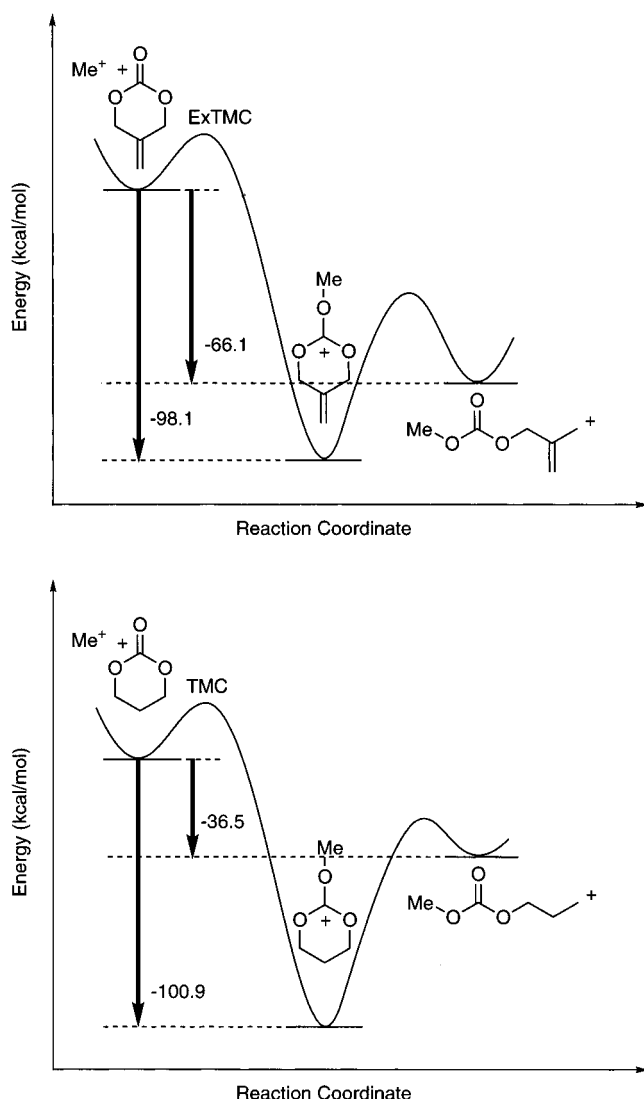 Energy (kcal/mol)
O
Me+ +
O O
ExTMC
Me
O
O O
+
-66.1
-98.1
O
Me O O +
Reaction Coordinate
Energy (kcal/mol)
O
Me+ +
O O
TMC
-36.5
Me
O
O O
+
O
Me O O +
-100.9
Reaction Coordinate